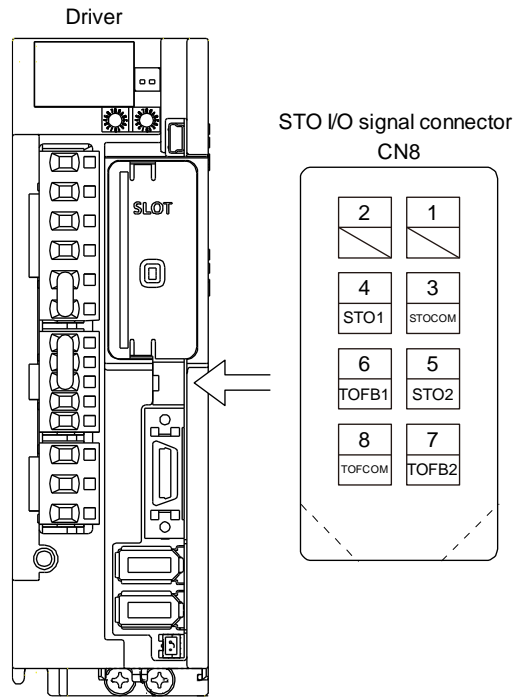 Driver
SLOT
STO I/O signal connector
CN8
2 1
4 3
STO1 STOCOM
6 5
TOFB1 STO2
8 7
TOFCOM TOFB2